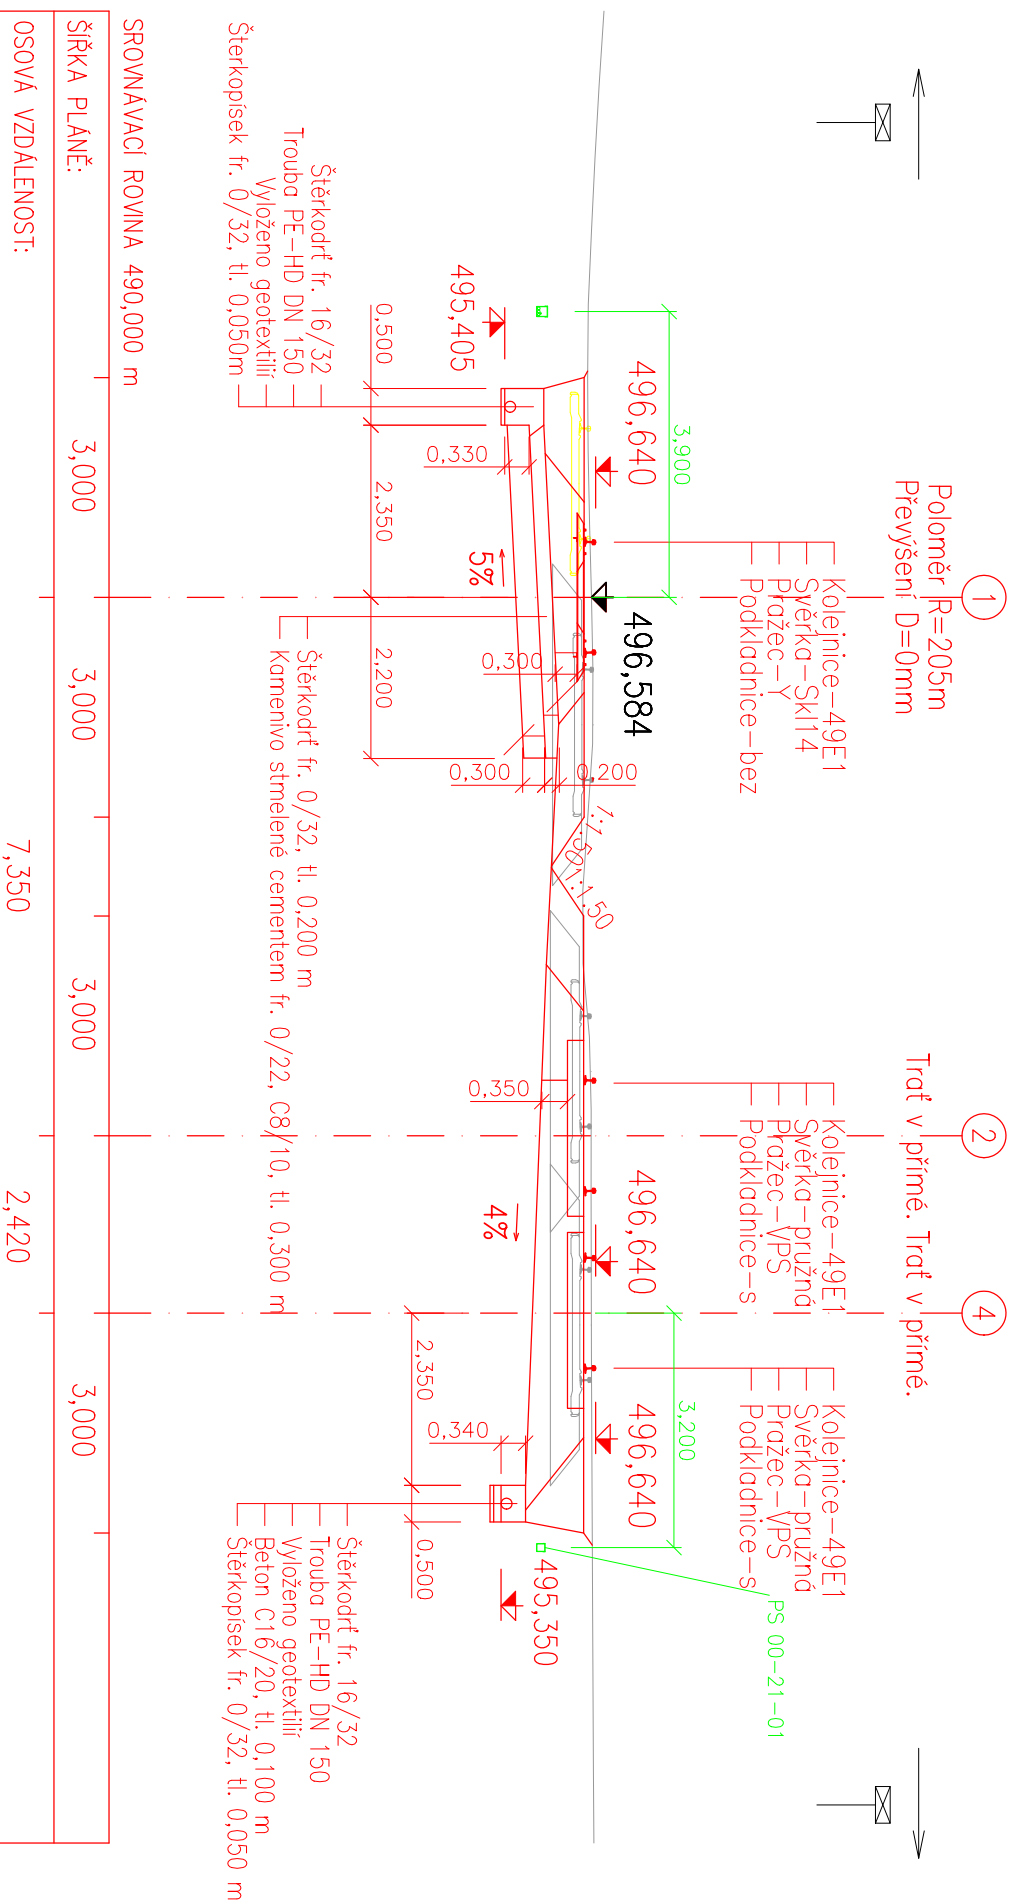 1
2
4
Poloměr R=205m
Převýšení D=0mm
Trať v přímé.
Trať v přímé.
Kolejnice-49E1
Svěrka-Skl14
Pražec-Y
Podkladnice-bez
Kolejnice-49E1
Svěrka-pružná
Pražec-VPS
Podkladnice-s
Kolejnice-49E1
Svěrka-pružná
Pražec-VPS
Podkladnice-s
PS 00-21-01
3,900
3,200
496,640
496,584
496,640
496,640
1:1.50
1:1.50
495,405
495,350
5%
4%
0,330
0,300
0,300
0,200
0,350
0,340
0,500
2,350
2,200
2,350
0,500
Štěrkodrť fr. 16/32
Trouba PE-HD DN 150
Vyloženo geotextilií
Šterkopísek fr. 0/32, tl. 0,050m
Štěrkodrť fr. 0/32, tl. 0,200 m
Kamenivo stmelené cementem fr. 0/22, C8/10, tl. 0,300 m
Štěrkodrť fr. 16/32
Trouba PE-HD DN 150
Vyloženo geotextilií
Beton C16/20, tl. 0,100 m
Štěrkopísek fr. 0/32, tl. 0,050 m
SROVNÁVACÍ ROVINA 490,000 m
ŠÍŘKA PLÁNĚ: 3,000 3,000 3,000 3,000
OSOVÁ VZDÁLENOST: 7,350 2,420